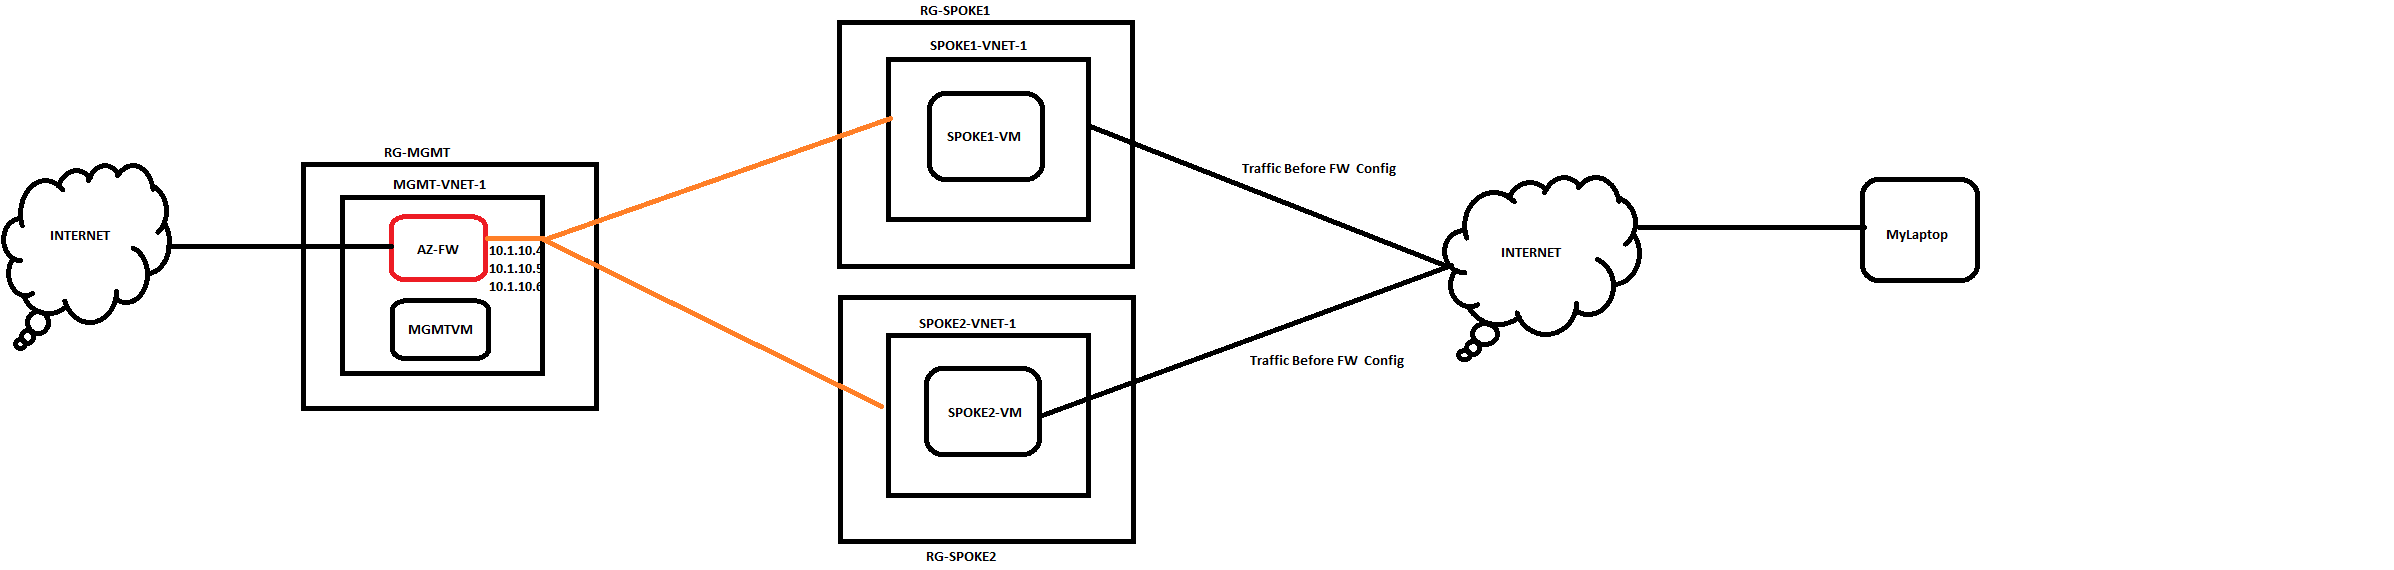 RG-SPOKE1
SPOKE1-VNET-1
SPOKE1-VM
RG-MGMT
MGMT-VNET-1
INTERNET
AZ-FW
10.1.10.4
10.1.10.5
10.1.10.6
MGMTVM
Traffic Before FW Config
INTERNET
MyLaptop
SPOKE2-VNET-1
SPOKE2-VM
Traffic Before FW Config
RG-SPOKE2